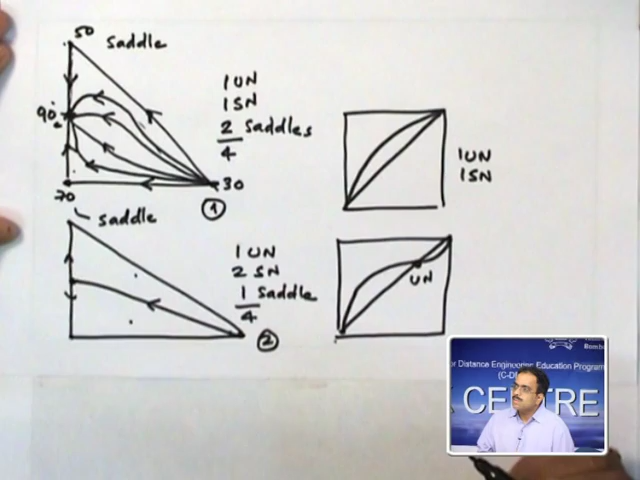 50
saddle
90°
70
30
1 UN
1 SN
2 saddles
4
①
1 UN
1 SN
saddle
1 UN
2 SN
1 saddle
4
②
UN
or Distance Engineering Education Program
CENTRE